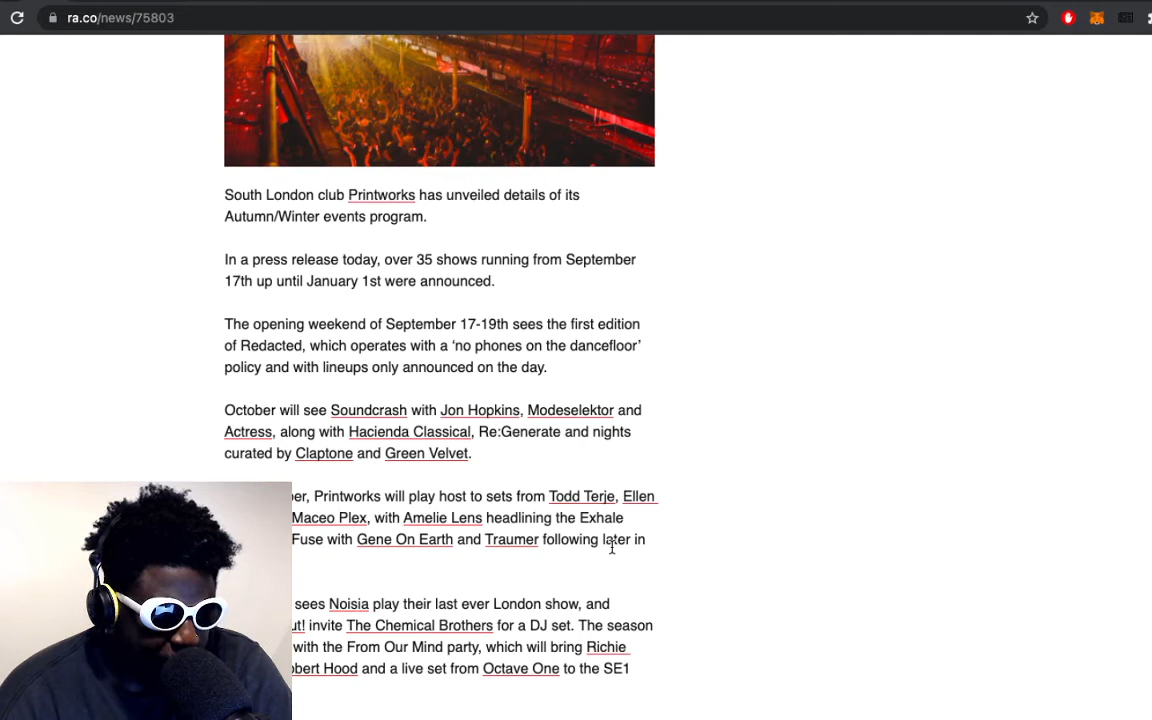 ra.co/news/75803
South London club Printworks has unveiled details of its
Autumn/Winter events program.
In a press release today, over 35 shows running from September
17th up until January 1st were announced.
The opening weekend of September 17-19th sees the first edition
of Redacted, which operates with a ‘no phones on the dancefloor’
policy and with lineups only announced on the day.
October will see Soundcrash with Jon Hopkins, Modeselektor and
Actress, along with Hacienda Classical, Re:Generate and nights
curated by Claptone and Green Velvet.
er, Printworks will play host to sets from Todd Terje, Ellen
Maceo Plex, with Amelie Lens headlining the Exhale
Fuse with Gene On Earth and Traumer following later in
sees Noisia play their last ever London show, and
ut! invite The Chemical Brothers for a DJ set. The season
with the From Our Mind party, which will bring Richie
bert Hood and a live set from Octave One to the SE1